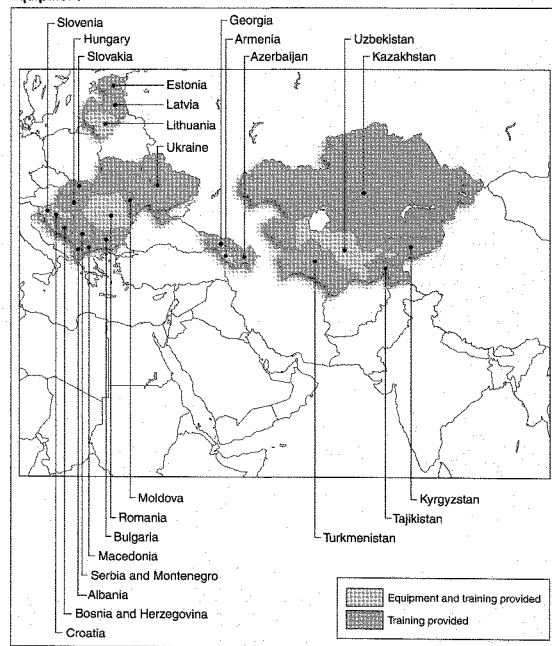 Slovenia
Hungary
Slovakia
Georgia
Armenia
Azerbaijan
Uzbekistan
Kazakhstan
Estonia
Latvia
Lithuania
Ukraine
Moldova
Romania
Bulgaria
Macedonia
Serbia and Montenegro
Albania
Bosnia and Herzegovina
Croatia
Kyrgyzstan
Tajikistan
Turkmenistan
Equipment and training provided
Training provided